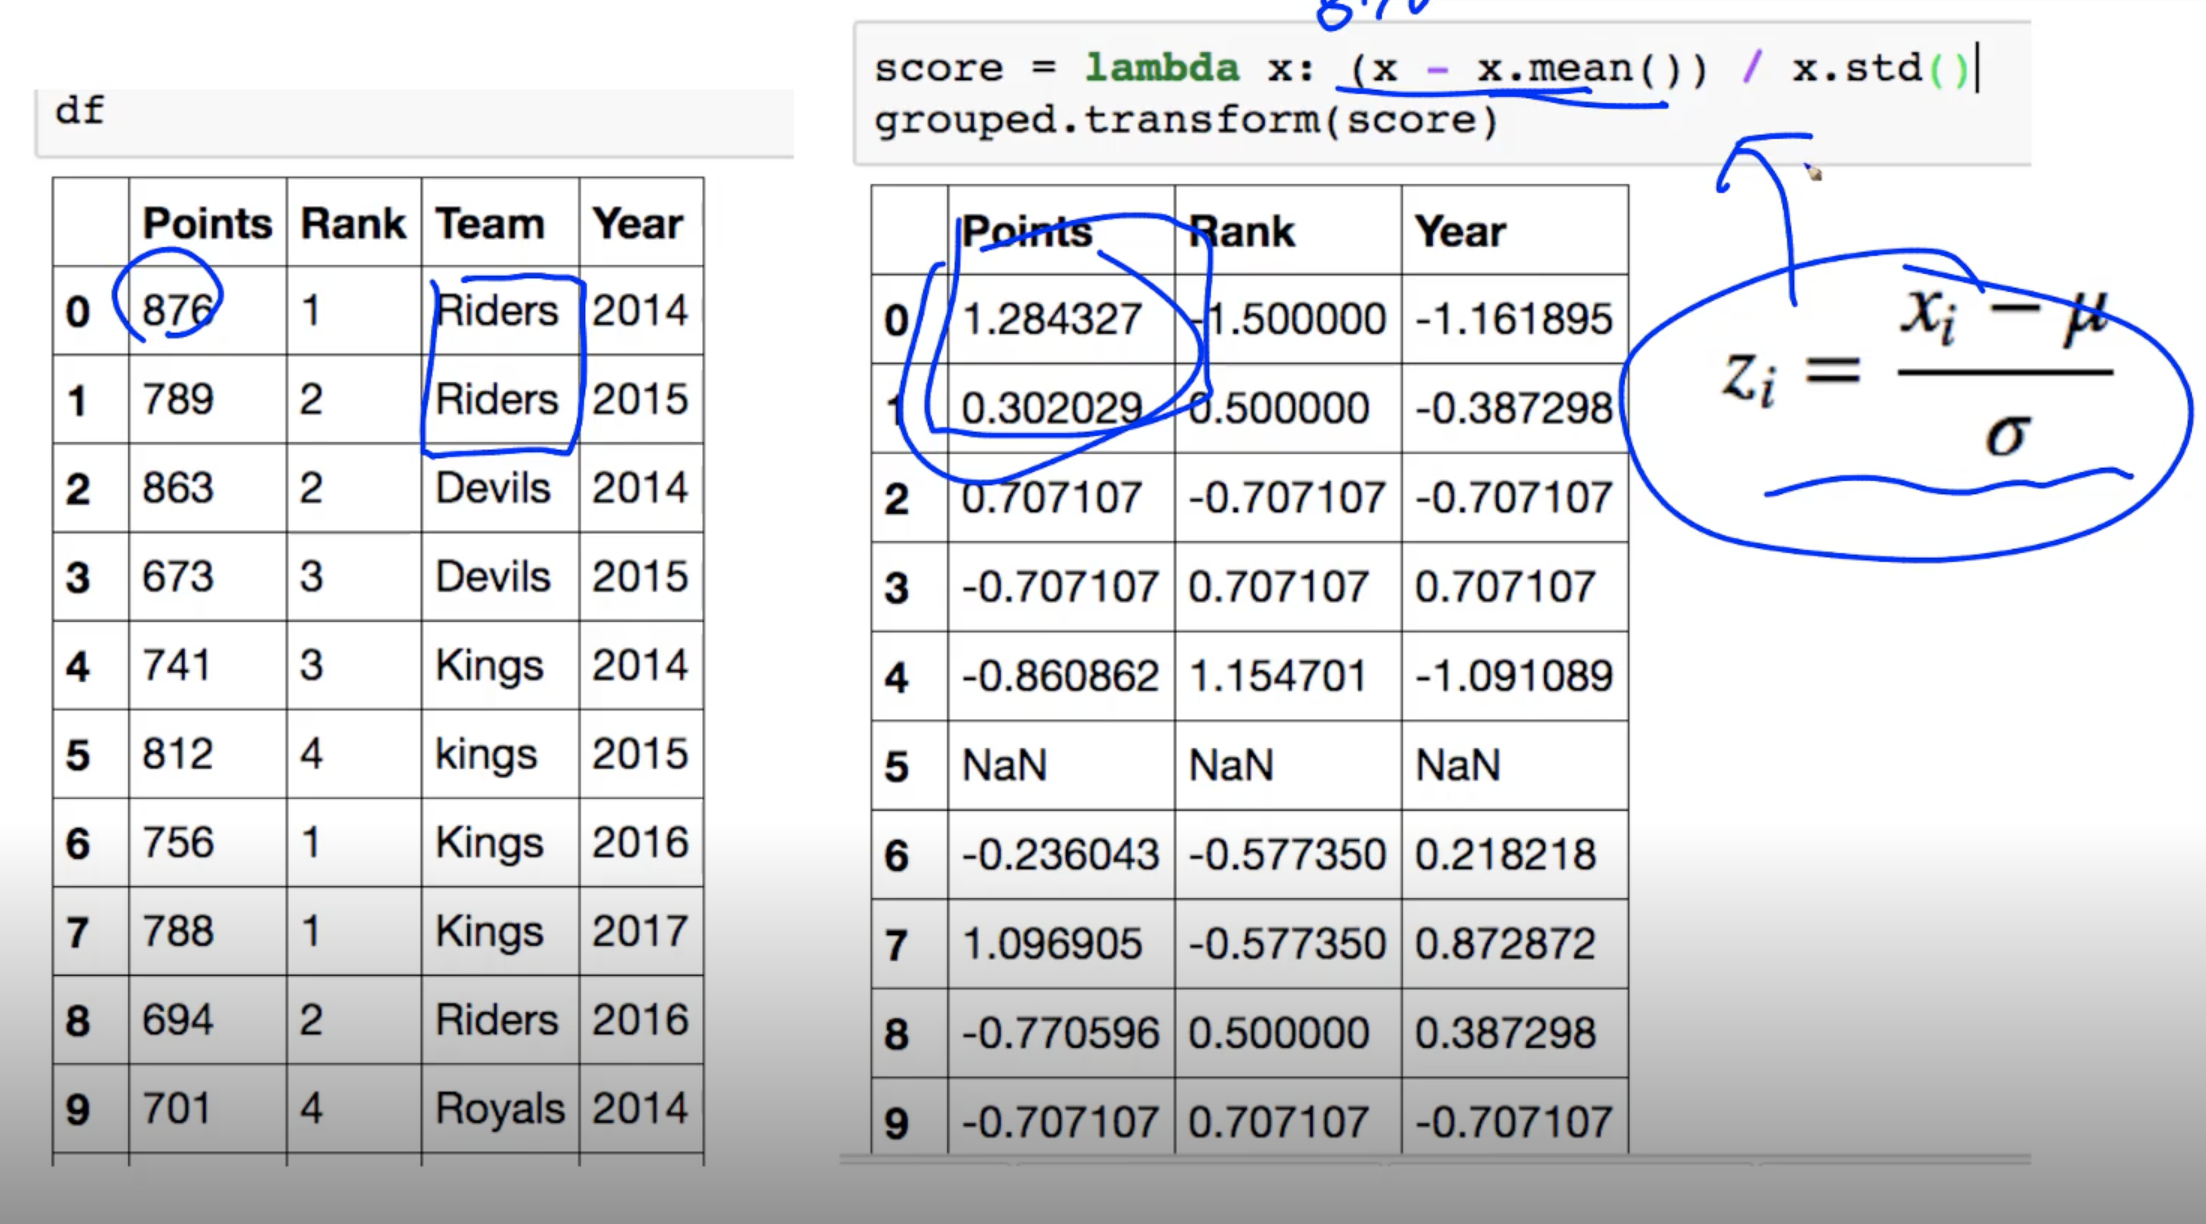 df
Points Rank Team Year
0 876 1 Riders 2014
1 789 2 Riders 2015
2 863 2 Devils 2014
3 673 3 Devils 2015
4 741 3 Kings 2014
5 812 4 kings 2015
6 756 1 Kings 2016
7 788 1 Kings 2017
8 694 2 Riders 2016
9 701 4 Royals 2014
score = lambda x: (x - x.mean()) / x.std()
grouped.transform(score)
Points Rank Year
0 1.284327 -1.500000 -1.161895
1 0.302029 0.500000 -0.387298
2 0.707107 -0.707107 -0.707107
3 -0.707107 0.707107 0.707107
4 -0.860862 1.154701 -1.091089
5 NaN NaN NaN
6 -0.236043 -0.577350 0.218218
7 1.096905 -0.577350 0.872872
8 -0.770596 0.500000 0.387298
9 -0.707107 0.707107 -0.707107
xᵢ − μ
zᵢ =
σ